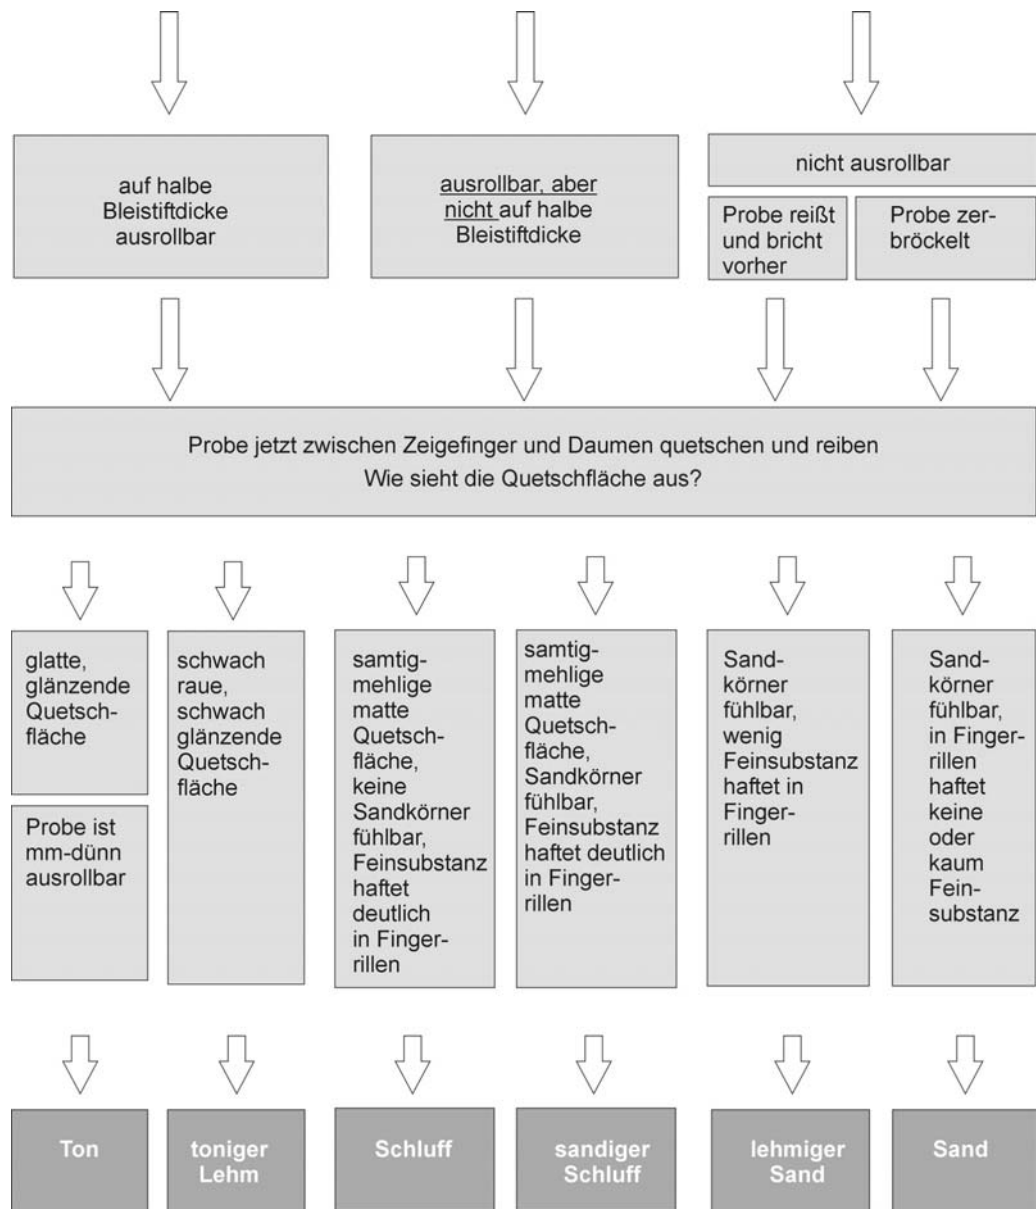 auf halbe
Bleistiftdicke
ausrollbar
ausrollbar, aber
nicht auf halbe
Bleistiftdicke
nicht ausrollbar
Probe reißt
und bricht
vorher
Probe zer-
bröckelt
Probe jetzt zwischen Zeigefinger und Daumen quetschen und reiben
Wie sieht die Quetschfläche aus?
glatte,
glänzende
Quetsch-
fläche
Probe ist
mm-dünn
ausrollbar
schwach
raue,
schwach
glänzende
Quetsch-
fläche
samtig-
mehlige
matte
Quetsch-
fläche,
keine
Sandkörner
fühlbar,
Feinsubstanz
haftet
deutlich
in Finger-
rillen
samtig-
mehlige
matte
Quetsch-
fläche,
Sandkörner
fühlbar,
Feinsubstanz
haftet deutlich
in Finger-
rillen
Sand-
körner
fühlbar,
wenig
Feinsubstanz
haftet in
Finger-
rillen
Sand-
körner
fühlbar,
in Finger-
rillen
haftet
keine
oder
kaum
Fein-
substanz
Ton
toniger
Lehm
Schluff
sandiger
Schluff
lehmiger
Sand
Sand